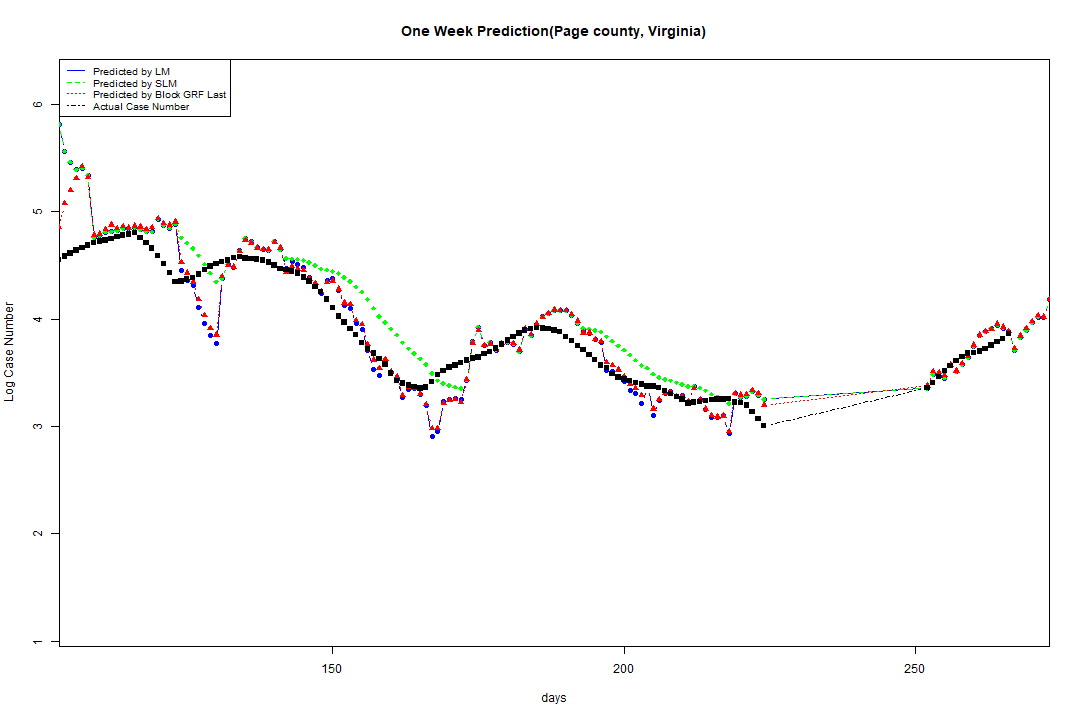 One Week Prediction(Page county, Virginia)
Predicted by LM
Predicted by SLM
Predicted by Block GRF Last
Actual Case Number
6
5
4
3
2
1
Log Case Number
150
200
250
days